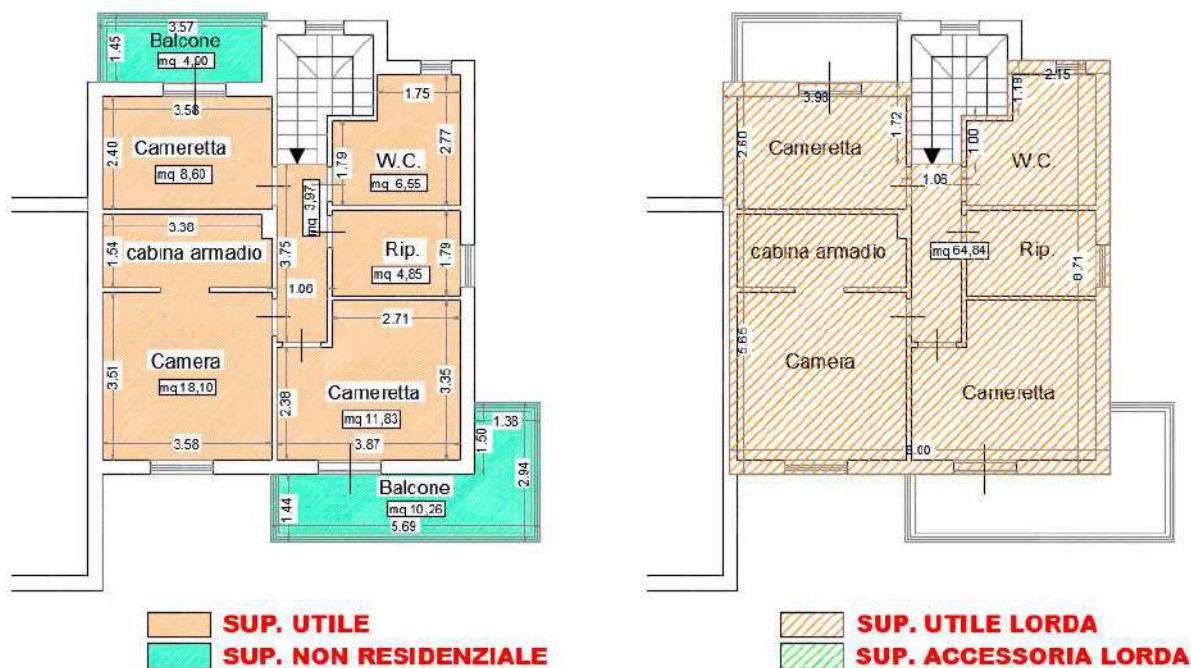 3.57
Balcone
1.45
mq 4,90
3.58
Cameretta
2.40
mq 8,60
1.75
2.77
1.79
W.C.
mq 6,55
mq 3,97
3.38
1.54
cabina armadio
3.75
Rip.
1.79
mq 4,85
1.06
2.71
3.51
Camera
mq 18,10
3.35
2.38
Cameretta
mq 11,83
3.58
3.87
1.38
1.50
2.94
Balcone
1.44
mq 10,26
5.69
SUP. UTILE
SUP. NON RESIDENZIALE
2.15
1.19
3.98
1.72
1.00
2.60
Cameretta
W.C.
1.06
cabina armadio
mq 64,84
Rip.
8.71
5.65
Camera
Cameretta
8.00
SUP. UTILE LORDA
SUP. ACCESSORIA LORDA